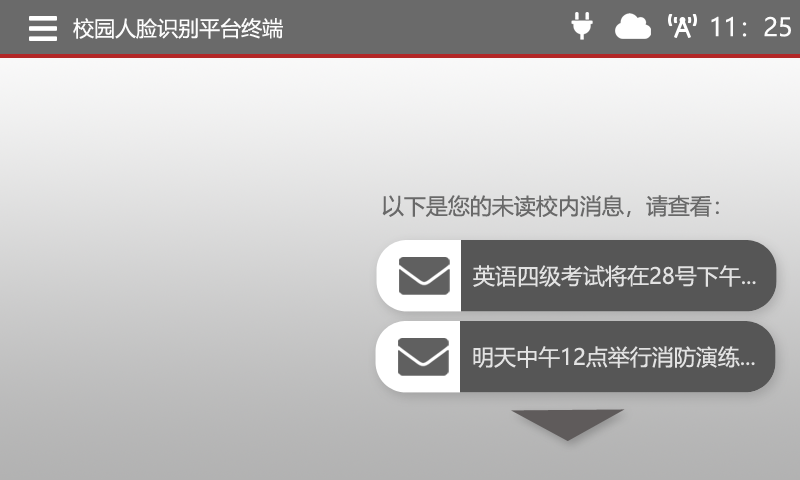 校园人脸识别平台终端
11：25
以下是您的未读校内消息，请查看：
英语四级考试将在28号下午...
明天中午12点举行消防演练...